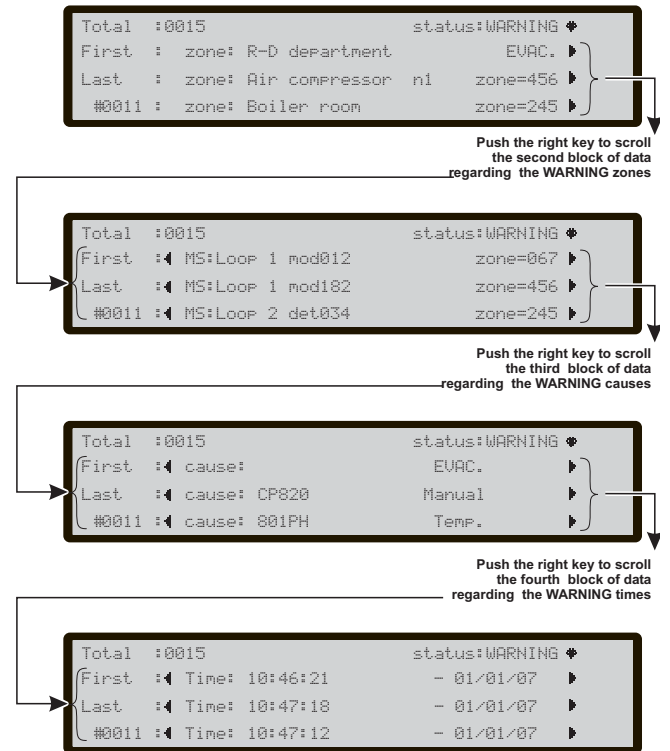 Total :0015 status:WARNING
First : zone: R-D department EVAC.
Last : zone: Air compressor n1 zone=456
#0011 : zone: Boiler room zone=245
Push the right key to scroll
the second block of data
regarding the WARNING zones
Total :0015 status:WARNING
First : MS:Loop 1 mod012 zone=067
Last : MS:Loop 1 mod182 zone=456
#0011 : MS:Loop 2 det034 zone=245
Push the right key to scroll
the third block of data
regarding the WARNING causes
Total :0015 status:WARNING
First : cause: EVAC.
Last : cause: CP820 Manual
#0011 : cause: 801PH Temp.
Push the right key to scroll
the fourth block of data
regarding the WARNING times
Total :0015 status:WARNING
First : Time: 10:46:21 - 01/01/07
Last : Time: 10:47:18 - 01/01/07
#0011 : Time: 10:47:12 - 01/01/07